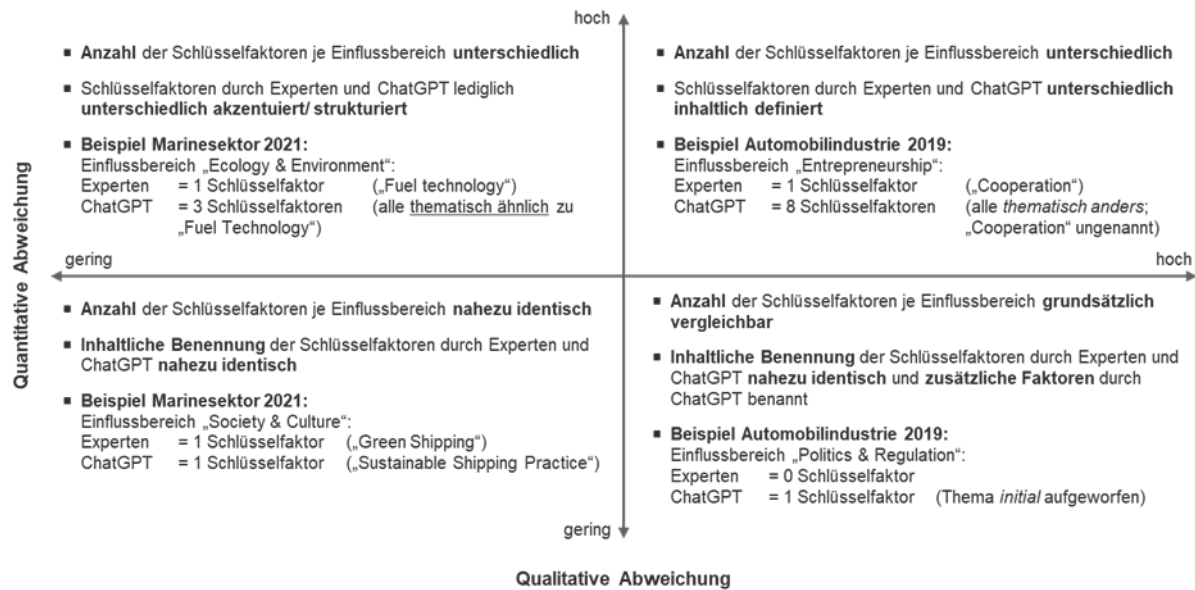 hoch
■ Anzahl der Schlüsselfaktoren je Einflussbereich unterschiedlich
■ Schlüsselfaktoren durch Experten und ChatGPT lediglich
unterschiedlich akzentuiert/ strukturiert
■ Beispiel Marinesektor 2021:
Einflussbereich „Ecology & Environment“:
Experten = 1 Schlüsselfaktor („Fuel technology“)
ChatGPT = 3 Schlüsselfaktoren (alle thematisch ähnlich zu
„Fuel Technology“)
■ Anzahl der Schlüsselfaktoren je Einflussbereich unterschiedlich
■ Schlüsselfaktoren durch Experten und ChatGPT unterschiedlich
inhaltlich definiert
■ Beispiel Automobilindustrie 2019:
Einflussbereich „Entrepreneurship“:
Experten = 1 Schlüsselfaktor („Cooperation“)
ChatGPT = 8 Schlüsselfaktoren (alle thematisch anders;
„Cooperation“ ungenannt)
Quantitative Abweichung
gering
hoch
■ Anzahl der Schlüsselfaktoren je Einflussbereich nahezu identisch
■ Inhaltliche Benennung der Schlüsselfaktoren durch Experten und
ChatGPT nahezu identisch
■ Beispiel Marinesektor 2021:
Einflussbereich „Society & Culture“:
Experten = 1 Schlüsselfaktor („Green Shipping“)
ChatGPT = 1 Schlüsselfaktor („Sustainable Shipping Practice“)
■ Anzahl der Schlüsselfaktoren je Einflussbereich grundsätzlich
vergleichbar
■ Inhaltliche Benennung der Schlüsselfaktoren durch Experten und
ChatGPT nahezu identisch und zusätzliche Faktoren durch
ChatGPT benannt
■ Beispiel Automobilindustrie 2019:
Einflussbereich „Politics & Regulation“:
Experten = 0 Schlüsselfaktor
ChatGPT = 1 Schlüsselfaktor (Thema initial aufgeworfen)
gering
Qualitative Abweichung